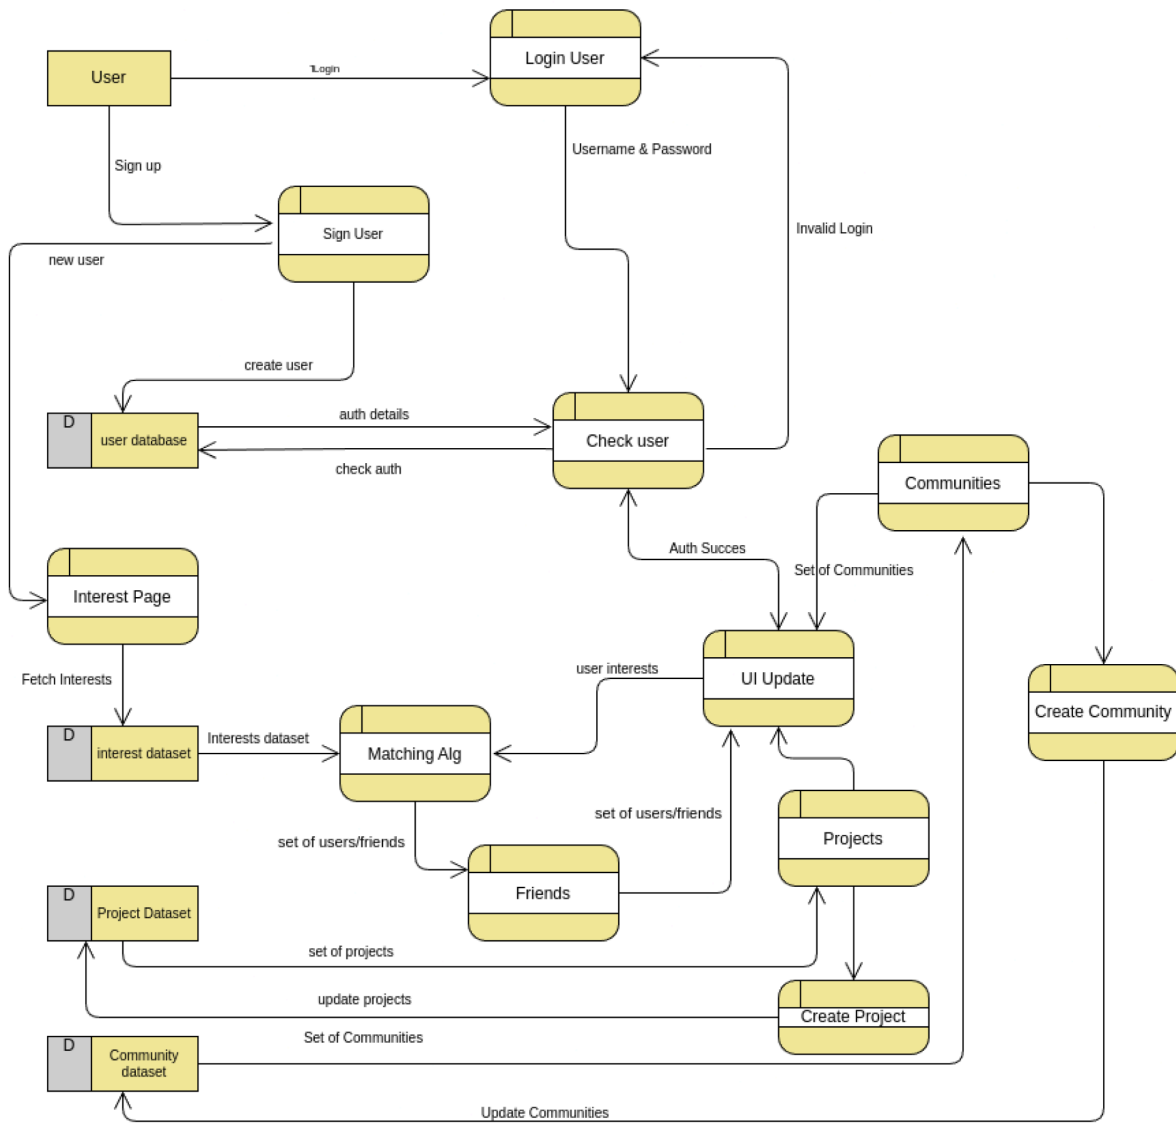 Login User
User
Login
Username & Password
Sign up
Invalid Login
Sign User
new user
create user
D
user database
auth details
Check user
check auth
Communities
Auth Succes
Set of Communities
Interest Page
Fetch Interests
user interests
UI Update
Create Community
D
interest dataset
Interests dataset
Matching Alg
set of users/friends
set of users/friends
Projects
Friends
D
Project Dataset
set of projects
update projects
Create Project
Set of Communities
D
Community
dataset
Update Communities